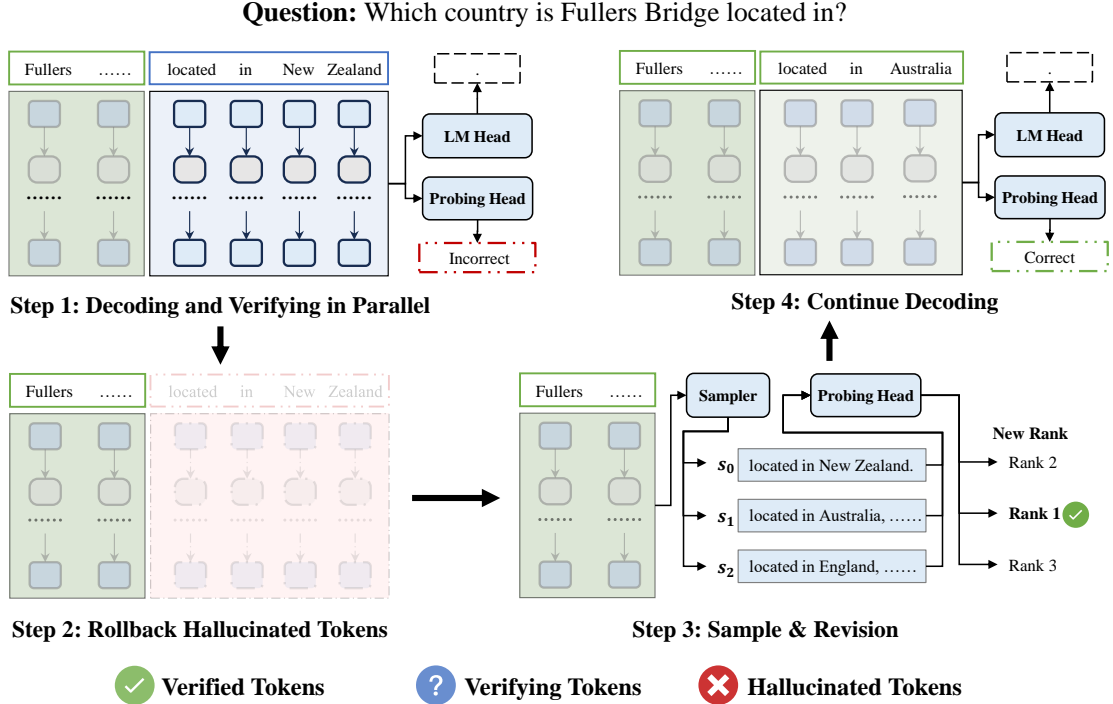 Question: Which country is Fullers Bridge located in?
Fullers ......
located in New Zealand
.
LM Head
Probing Head
Incorrect
Step 1: Decoding and Verifying in Parallel
Fullers ......
located in Australia
.
LM Head
Probing Head
Correct
Step 4: Continue Decoding
Fullers ......
located in New Zealand
Step 2: Rollback Hallucinated Tokens
Fullers ......
Sampler
Probing Head
New Rank
s0 located in New Zealand. Rank 2
s1 located in Australia, ...... Rank 1
s2 located in England, ...... Rank 3
Step 3: Sample & Revision
Verified Tokens
? Verifying Tokens
Hallucinated Tokens